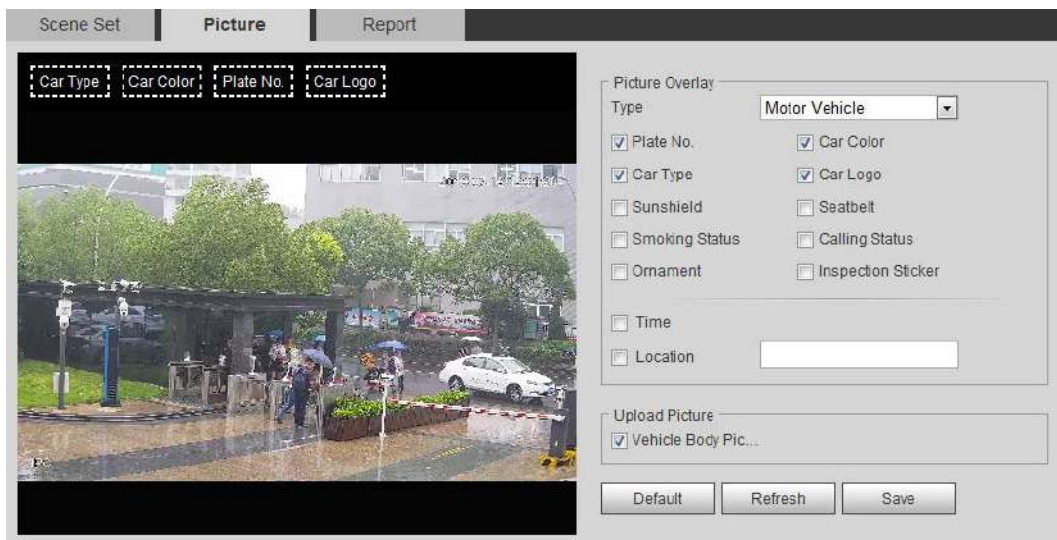 Scene Set Picture Report
Car Type Car Color Plate No. Car Logo
Picture Overlay
Type Motor Vehicle
Plate No. Car Color
Car Type Car Logo
Sunshield Seatbelt
Smoking Status Calling Status
Ornament Inspection Sticker
Time
Location
Upload Picture
Vehicle Body Pic....
Default Refresh Save